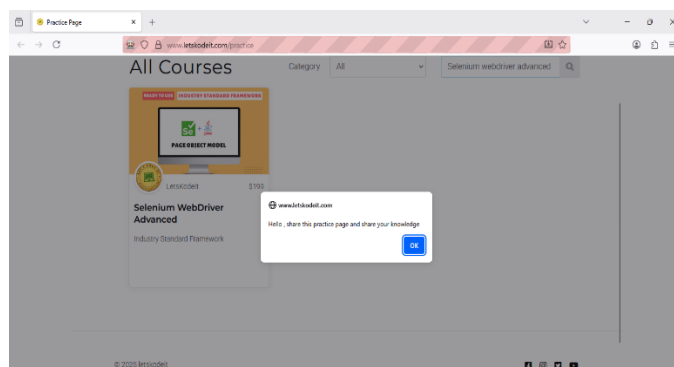 Practice Page
www.letskodeit.com/practice
All Courses
Category
All
Selenium webdriver advanced
READY TO USE INDUSTRY STANDARD FRAMEWORK
Se +
PAGE OBJECT MODEL
LetsKodeIt
$199
Selenium WebDriver
Advanced
Industry Standard Framework
www.letskodeit.com
Hello , share this practice page and share your knowledge
OK
© 2025 letskodeit